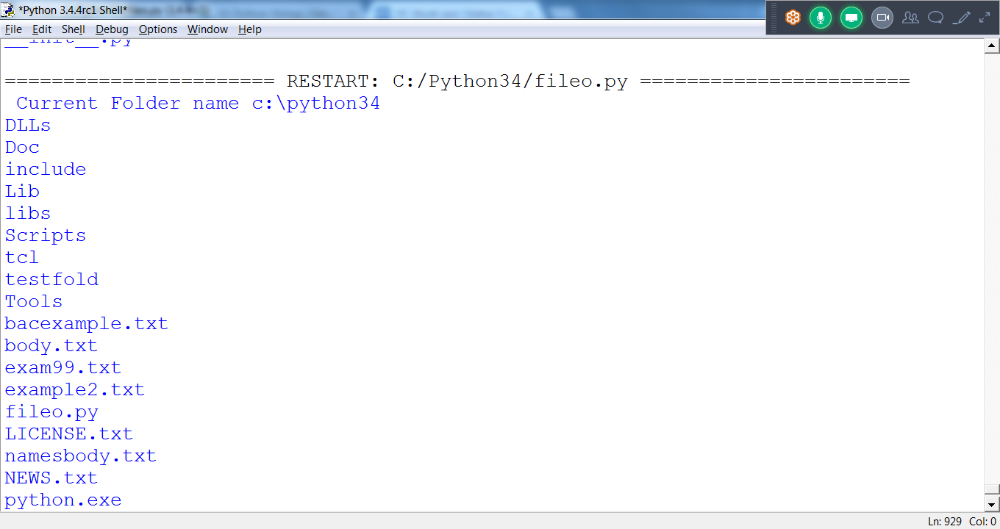 *Python 3.4.4rc1 Shell*
File Edit Shell Debug Options Window Help
__init__.py
======================= RESTART: C:/Python34/fileo.py =======================
Current Folder name c:\python34
DLLs
Doc
include
Lib
libs
Scripts
tcl
testfold
Tools
bacexample.txt
body.txt
exam99.txt
example2.txt
fileo.py
LICENSE.txt
namesbody.txt
NEWS.txt
python.exe
Ln: 929 Col: 0